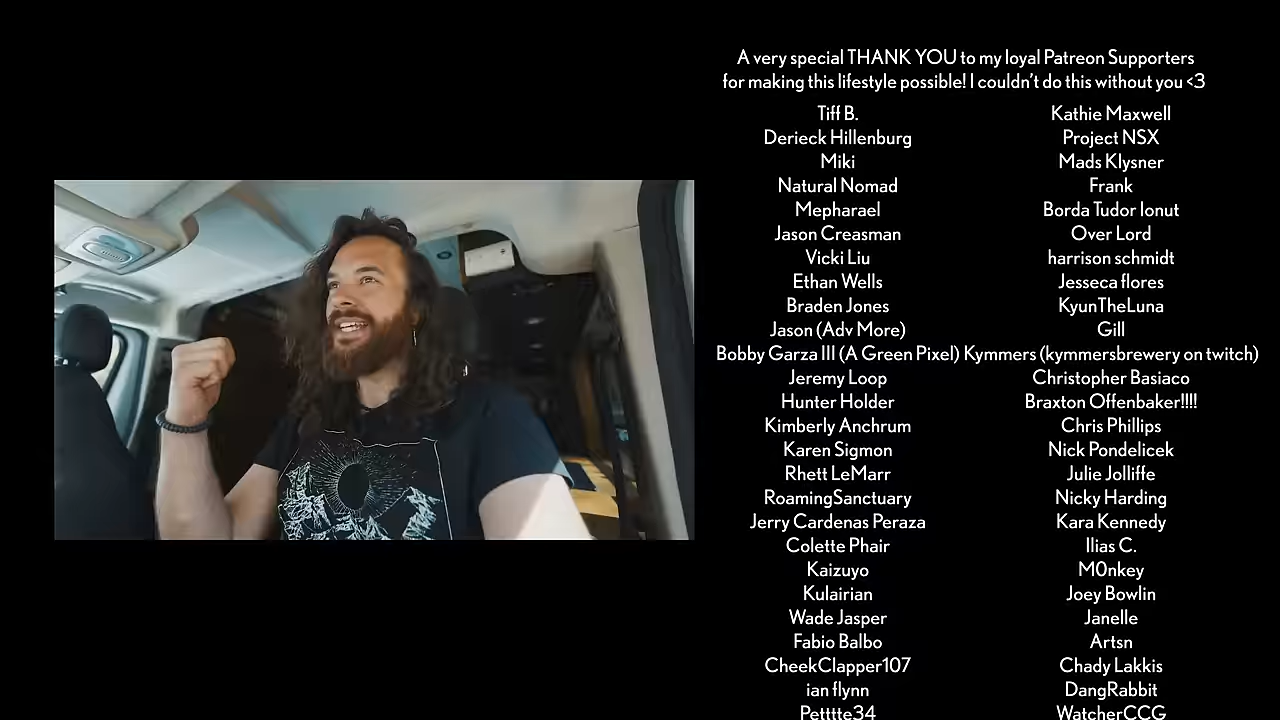 A very special THANK YOU to my loyal Patreon Supporters
for making this lifestyle possible! I couldn't do this without you <3
Tiff B.
Derieck Hillenburg
Miki
Natural Nomad
Mepharael
Jason Creasman
Vicki Liu
Ethan Wells
Braden Jones
Jason (Adv More)
Bobby Garza III (A Green Pixel)
Jeremy Loop
Hunter Holder
Kimberly Anchrum
Karen Sigmon
Rhett LeMarr
RoamingSanctuary
Jerry Cardenas Peraza
Colette Phair
Kaizuyo
Kulairian
Wade Jasper
Fabio Balbo
CheekClapper107
ian flynn
Petttte34
Kathie Maxwell
Project NSX
Mads Klysner
Frank
Borda Tudor Ionut
Over Lord
harrison schmidt
Jesseca flores
KyunTheLuna
Gill
Kymmers (kymmersbrewery on twitch)
Christopher Basiaco
Braxton Offenbaker!!!!
Chris Phillips
Nick Pondelicek
Julie Jolliffe
Nicky Harding
Kara Kennedy
Ilias C.
M0nkey
Joey Bowlin
Janelle
Artsn
Chady Lakkis
DangRabbit
WatcherCCG